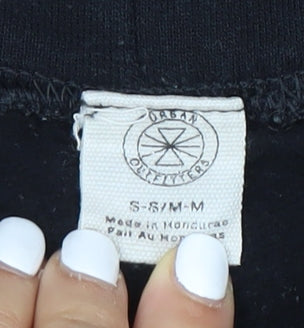 URBAN
OUTFITTERS
S-S/M-M
Made in Honduras
Fait Au Honduras